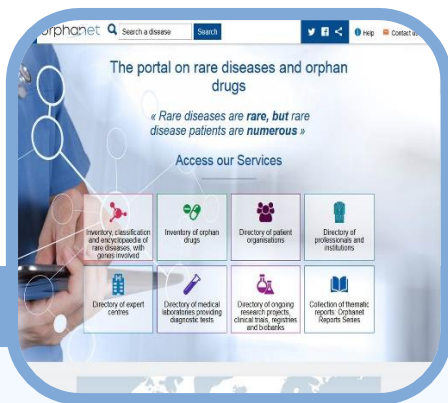 orphanet
Search a disease
Search
Help
Contact us
The portal on rare diseases and orphan
drugs
« Rare diseases are rare, but rare
disease patients are numerous »
Access our Services
Inventory, classification
and encyclopaedia of
rare diseases, with
genes involved
Inventory of orphan
drugs
Directory of patient
organisations
Directory of
professionals and
institutions
Directory of expert
centres
Directory of medical
laboratories providing
diagnostic tests
Directory of ongoing
research projects,
clinical trials, registries
and biobanks
Collection of thematic
reports: Orphanet
Reports Series